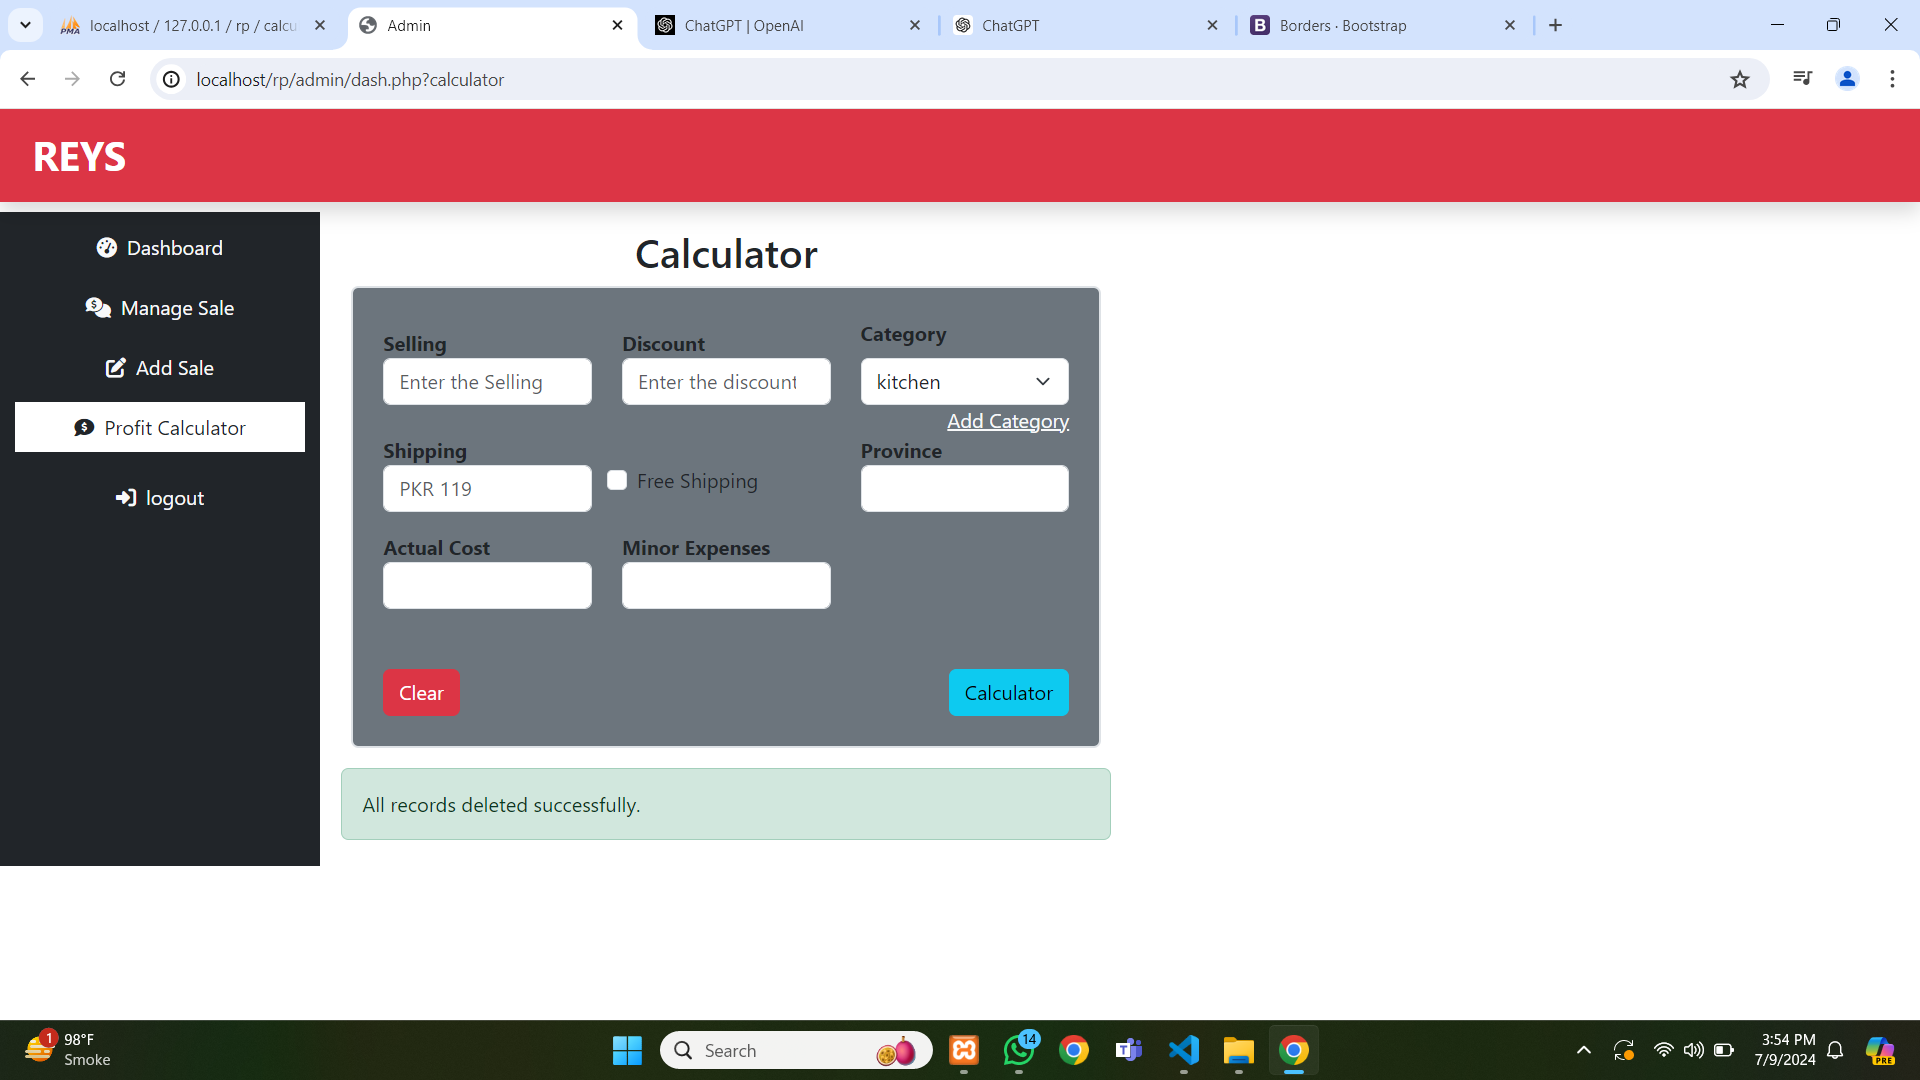 localhost / 127.0.0.1 / rp / calcu
Admin
ChatGPT | OpenAI
ChatGPT
Borders · Bootstrap
localhost/rp/admin/dash.php?calculator
REYS
Dashboard
Manage Sale
Add Sale
Profit Calculator
logout
Calculator
Selling
Discount
Category
Enter the Selling
Enter the discount
kitchen
Add Category
Shipping
Province
PKR 119
Free Shipping
Actual Cost
Minor Expenses
Clear
Calculator
All records deleted successfully.
1
98°F
Smoke
Search
14
3:54 PM
7/9/2024
PRE